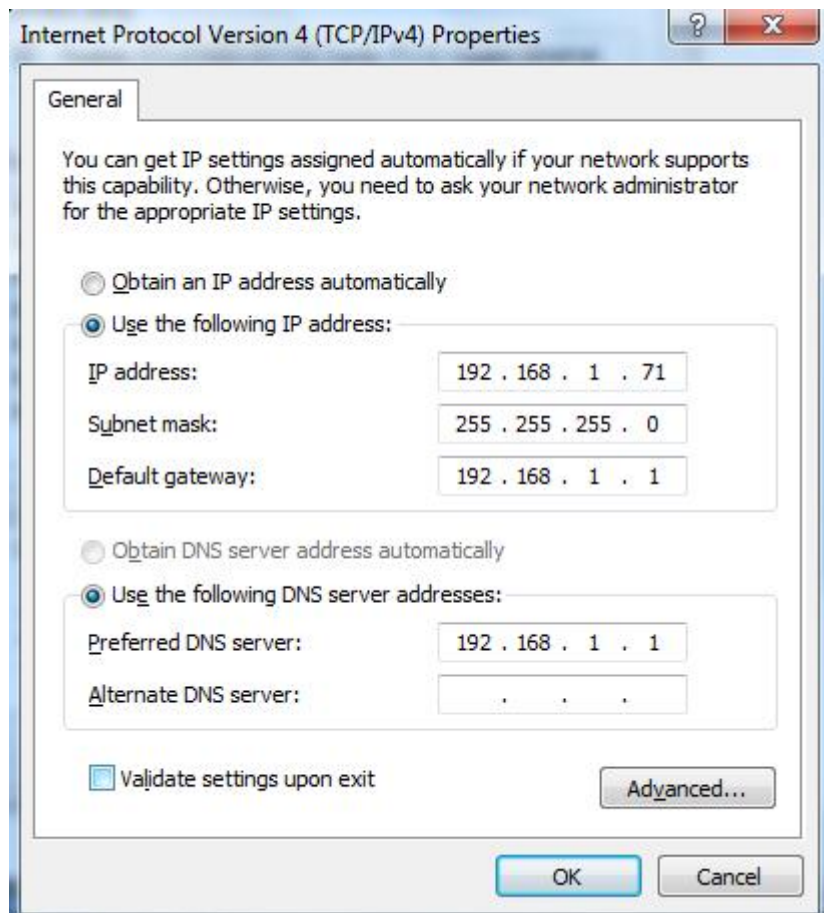 Internet Protocol Version 4 (TCP/IPv4) Properties
General
You can get IP settings assigned automatically if your network supports
this capability. Otherwise, you need to ask your network administrator
for the appropriate IP settings.
Obtain an IP address automatically
Use the following IP address:
IP address: 192 . 168 . 1 . 71
Subnet mask: 255 . 255 . 255 . 0
Default gateway: 192 . 168 . 1 . 1
Obtain DNS server address automatically
Use the following DNS server addresses:
Preferred DNS server: 192 . 168 . 1 . 1
Alternate DNS server: . . .
Validate settings upon exit
Advanced...
OK Cancel